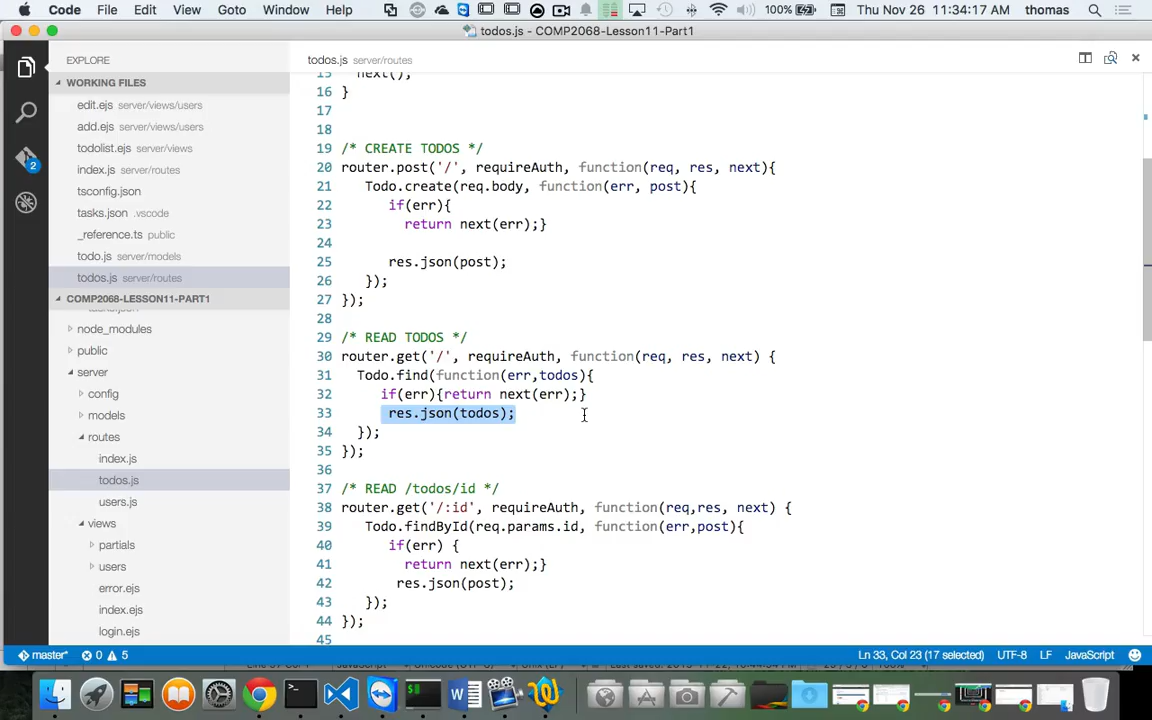 Code File Edit View Goto Window Help 100% Thu Nov 26 11:34:17 AM thomas
todos.js - COMP2068-Lesson11-Part1
EXPLORE
WORKING FILES
edit.ejs server/views/users
add.ejs server/views/users
todolist.ejs server/views
index.js server/routes
tsconfig.json
tasks.json .vscode
_reference.ts public
todo.js server/models
todos.js server/routes
COMP2068-LESSON11-PART1
node_modules
public
server
config
models
routes
index.js
todos.js
users.js
views
partials
users
error.ejs
index.ejs
login.ejs
2
todos.js server/routes
15 next();
16 }
17
18
19 /* CREATE TODOS */
20 router.post('/', requireAuth, function(req, res, next){
21 Todo.create(req.body, function(err, post){
22 if(err){
23 return next(err);}
24
25 res.json(post);
26 });
27 });
28
29 /* READ TODOS */
30 router.get('/', requireAuth, function(req, res, next) {
31 Todo.find(function(err,todos){
32 if(err){return next(err);}
33 res.json(todos);
34 });
35 });
36
37 /* READ /todos/id */
38 router.get('/:id', requireAuth, function(req,res, next) {
39 Todo.findById(req.params.id, function(err,post){
40 if(err) {
41 return next(err);}
42 res.json(post);
43 });
44 });
45
master* 0 5 Ln 33, Col 23 (17 selected) UTF-8 LF JavaScript